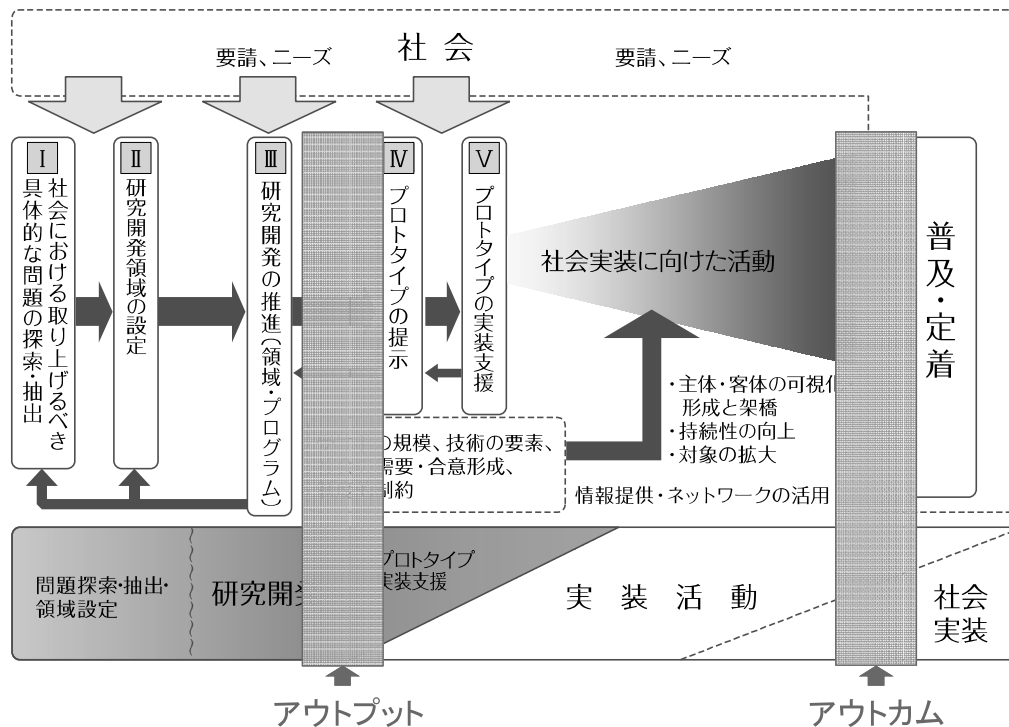 社 会
要請、ニーズ
要請、ニーズ
Ⅰ
社会における取り上げるべき
具体的な問題の探索・抽出
Ⅱ
研究開発領域の設定
Ⅲ
研究開発の推進(領域・プログラム)
Ⅳ
プロトタイプの提示
Ⅴ
プロトタイプの実装支援
社会実装に向けた活動
普及・定着
・主体・客体の可視化
形成と架橋
・持続性の向上
・対象の拡大
の規模、技術の要素、
需要・合意形成、
制約
情報提供・ネットワークの活用
問題探索・抽出・
領域設定
研究開発
プロトタイプ
実装支援
実 装 活 動
社会
実装
アウトプット
アウトカム